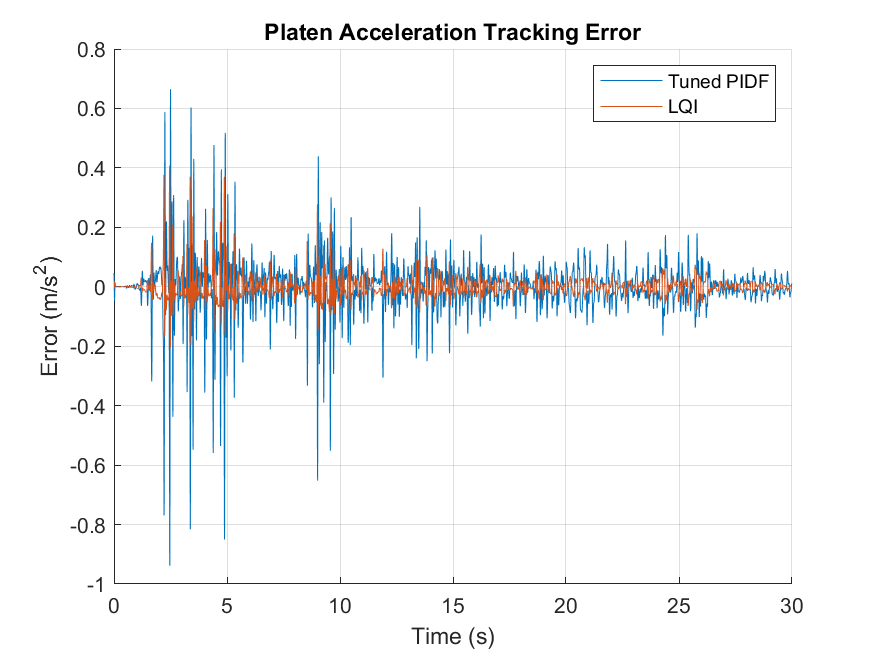 Platen Acceleration Tracking Error
Tuned PIDF
LQI
0.8
0.6
0.4
0.2
0
-0.2
-0.4
-0.6
-0.8
-1
Error (m/s²)
0 5 10 15 20 25 30
Time (s)